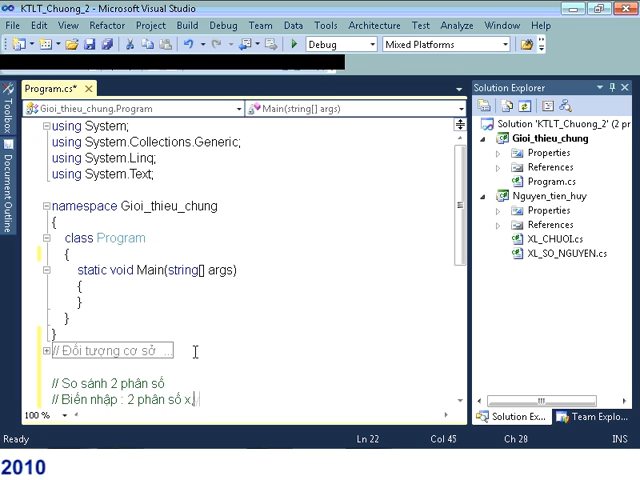 KTLT_Chuong_2 - Microsoft Visual Studio
File Edit View Refactor Project Build Debug Team Data Tools Architecture Test Analyze Window Help
Debug Mixed Platforms
Program.cs* Solution Explorer
Toolbox
Document Outline
Gioi_thieu_chung.Program Main(string[] args)
using System;
using System.Collections.Generic;
using System.Linq;
using System.Text;
namespace Gioi_thieu_chung
{
class Program
{
static void Main(string[] args)
{
}
}
}
// Đối tượng cơ sở ...
// So sánh 2 phân số
// Biến nhập : 2 phân số x,
100 %
Solution 'KTLT_Chuong_2' (2 pr
Gioi_thieu_chung
Properties
References
Program.cs
Nguyen_tien_huy
Properties
References
XL_CHUOI.cs
XL_SO_NGUYEN.cs
Solution Ex... Team Explo...
Ready Ln 22 Col 45 Ch 28 INS
2010